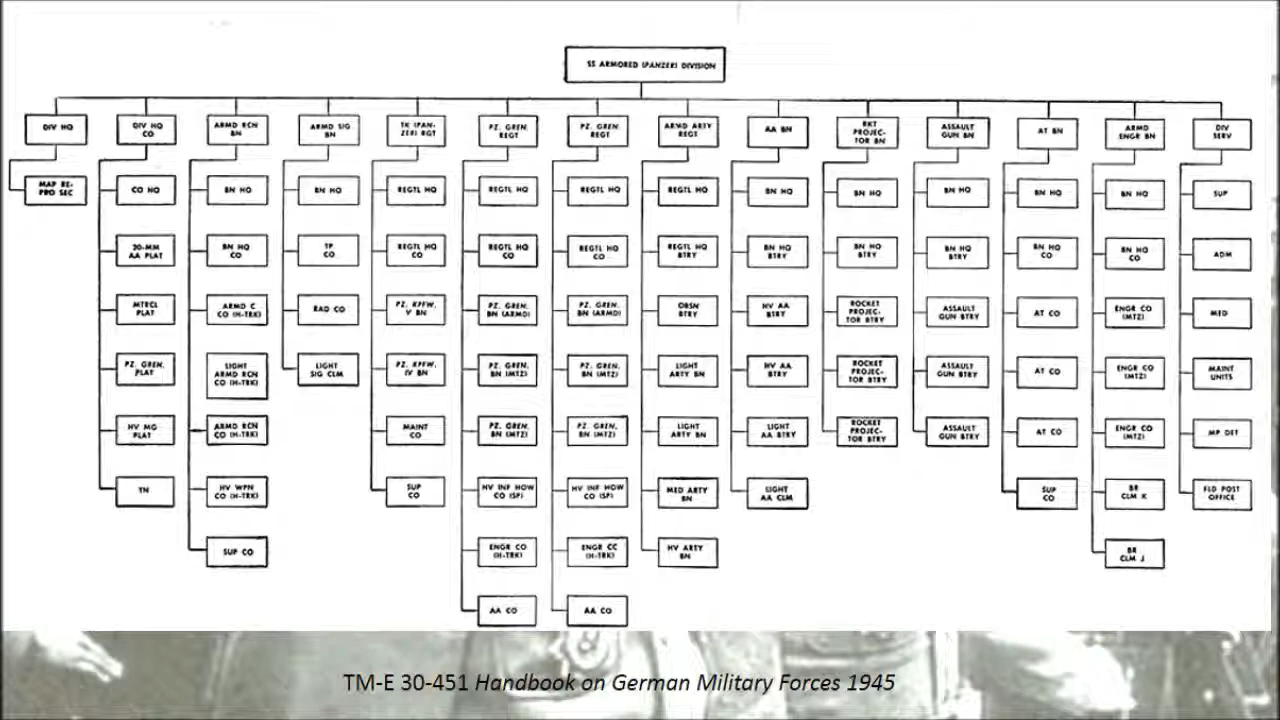 SS ARMORED (PANZER) DIVISION
DIV HQ
MAP RE-
PRO SEC
DIV HQ
CO
CO HQ
20-MM
AA PLAT
MTRCL
PLAT
PZ. GREN.
PLAT
HV MG
PLAT
TN
ARMD RCN
BN
BN HQ
BN HQ
CO
ARMD C
CO (H-TRK)
LIGHT
ARMD RCN
CO (H-TRK)
ARMD RCN
CO (H-TRK)
HV WPN
CO (H-TRK)
SUP CO
ARMD SIG
BN
BN HQ
TP
CO
RAD CO
LIGHT
SIG CLM
TK (PAN-
ZER) RGT
REGTL HQ
REGTL HQ
CO
PZ. KPFW.
V BN
PZ. KPFW.
IV BN
MAINT
CO
SUP
CO
PZ. GREN.
REGT
REGTL HQ
REGTL HQ
CO
PZ. GREN.
BN (ARMD)
PZ. GREN.
BN (MTZ)
PZ. GREN.
BN (MTZ)
HV INF HOW
CO (SP)
ENGR CO
(H-TRK)
AA CO
PZ. GREN.
REGT
REGTL HQ
REGTL HQ
CO
PZ. GREN.
BN (ARMD)
PZ. GREN.
BN (MTZ)
PZ. GREN.
BN (MTZ)
HV INF HOW
CO (SP)
ENGR CC
(H-TRK)
AA CO
ARMD ARTY
REGT
REGTL HQ
REGTL HQ
BTRY
OBSN
BTRY
LIGHT
ARTY BN
LIGHT
ARTY BN
MED ARTY
BN
HV ARTY
BN
AA BN
BN HQ
BN HQ
BTRY
HV AA
BTRY
HV AA
BTRY
LIGHT
AA BTRY
LIGHT
AA CLM
RKT
PROJEC-
TOR BN
BN HQ
BN HQ
BTRY
ROCKET
PROJEC-
TOR BTRY
ROCKET
PROJEC-
TOR BTRY
ROCKET
PROJEC-
TOR BTRY
ASSAULT
GUN BN
BN HQ
BN HQ
BTRY
ASSAULT
GUN BTRY
ASSAULT
GUN BTRY
ASSAULT
GUN BTRY
AT BN
BN HQ
BN HQ
CO
AT CO
AT CO
AT CO
SUP
CO
ARMD
ENGR BN
BN HQ
BN HQ
CO
ENGR CO
(MTZ)
ENGR CO
(MTZ)
ENGR CO
(MTZ)
BR
CLM K
BR
CLM J
DIV
SERV
SUP
ADM
MED
MAINT
UNITS
MP DET
FLD POST
OFFICE
TM-E 30-451 Handbook on German Military Forces 1945